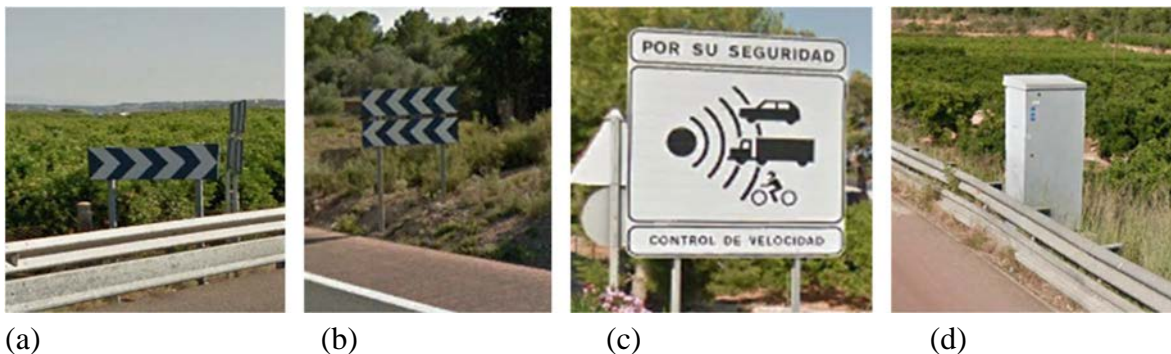 POR SU SEGURIDAD
CONTROL DE VELOCIDAD
(a) (b) (c) (d)